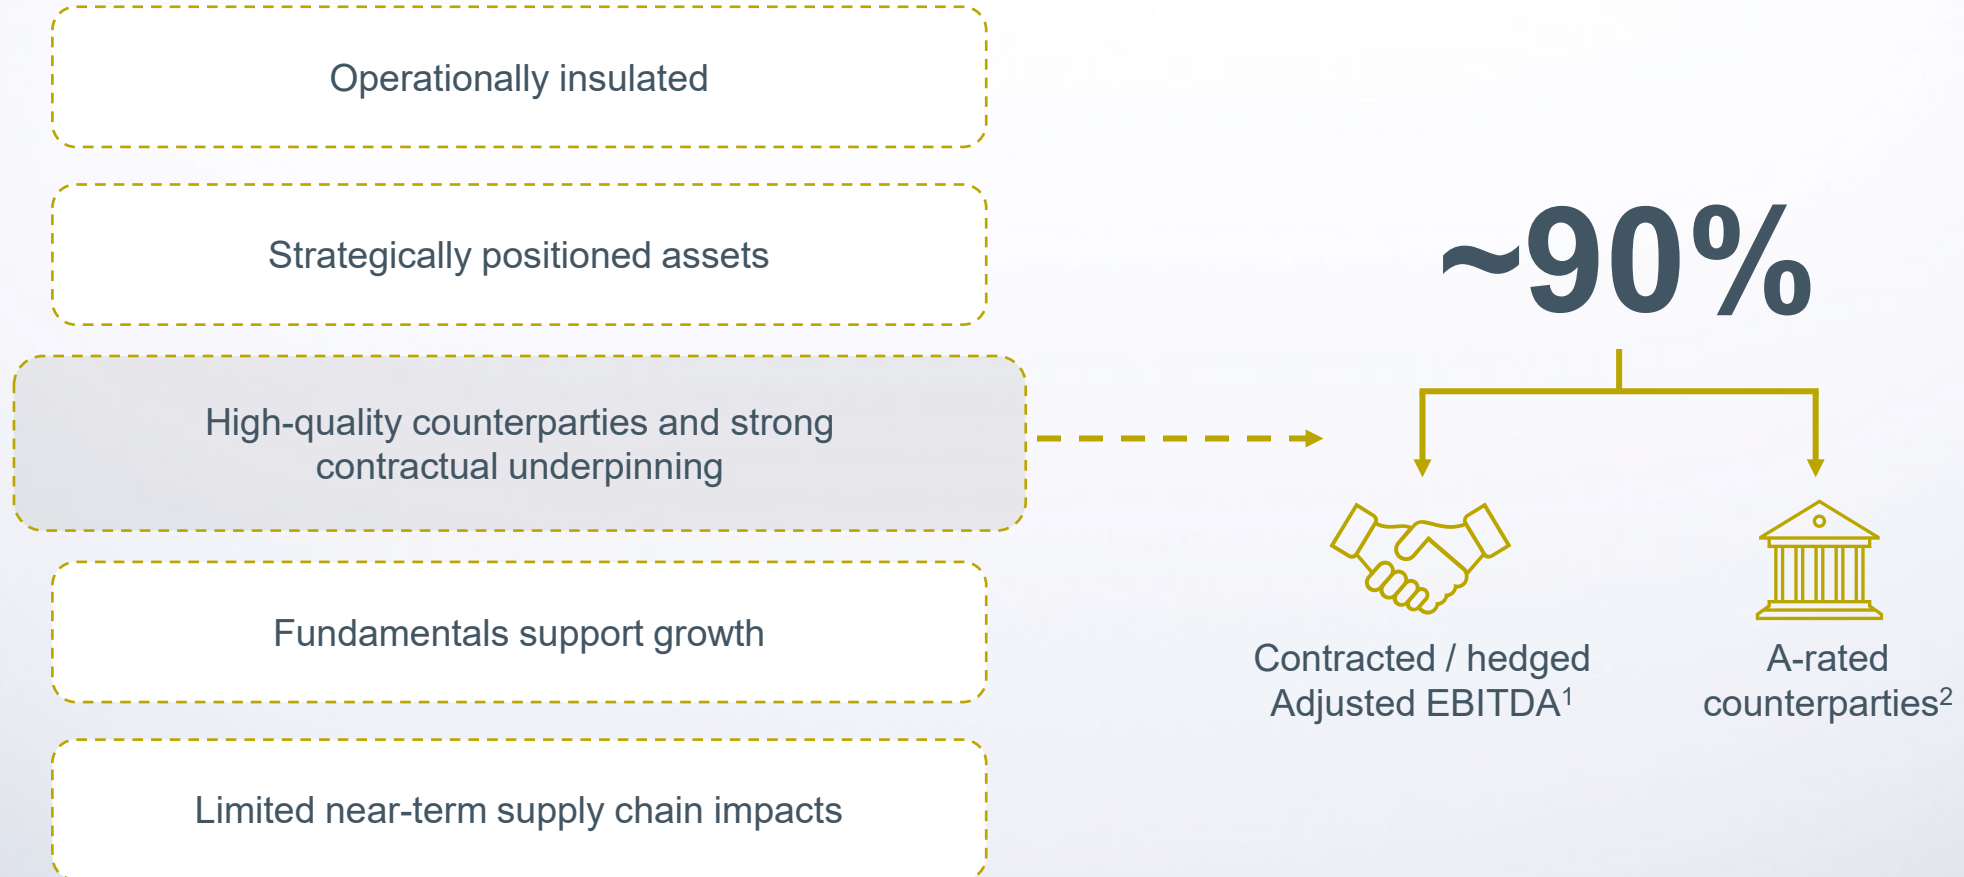 Operationally insulated
Strategically positioned assets
High-quality counterparties and strong
contractual underpinning
Fundamentals support growth
Limited near-term supply chain impacts
~90%
Contracted / hedged
Adjusted EBITDA¹
A-rated
counterparties²